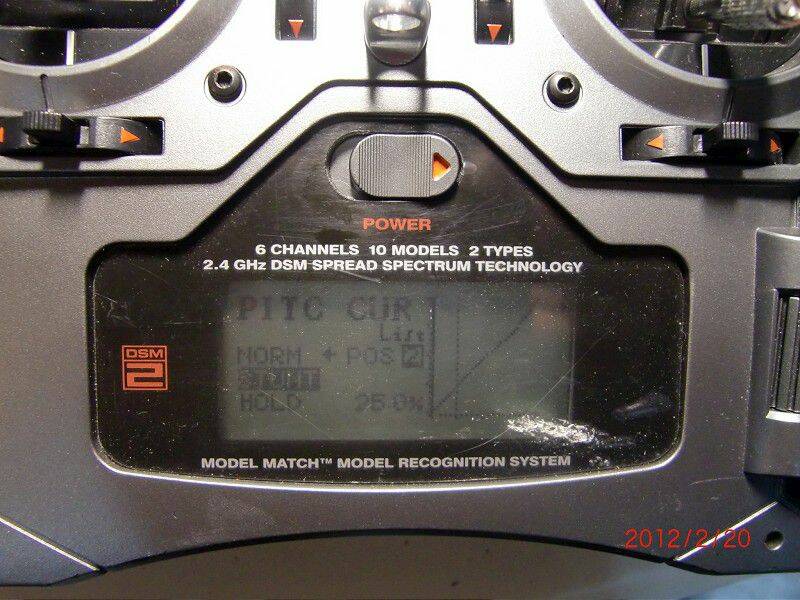 POWER
6 CHANNELS 10 MODELS 2 TYPES
2.4 GHz DSM SPREAD SPECTRUM TECHNOLOGY
PITC CUR
List
NORM + POS 2
HOLD 25.0%
DSM
2
MODEL MATCH™ MODEL RECOGNITION SYSTEM
2012/2/20